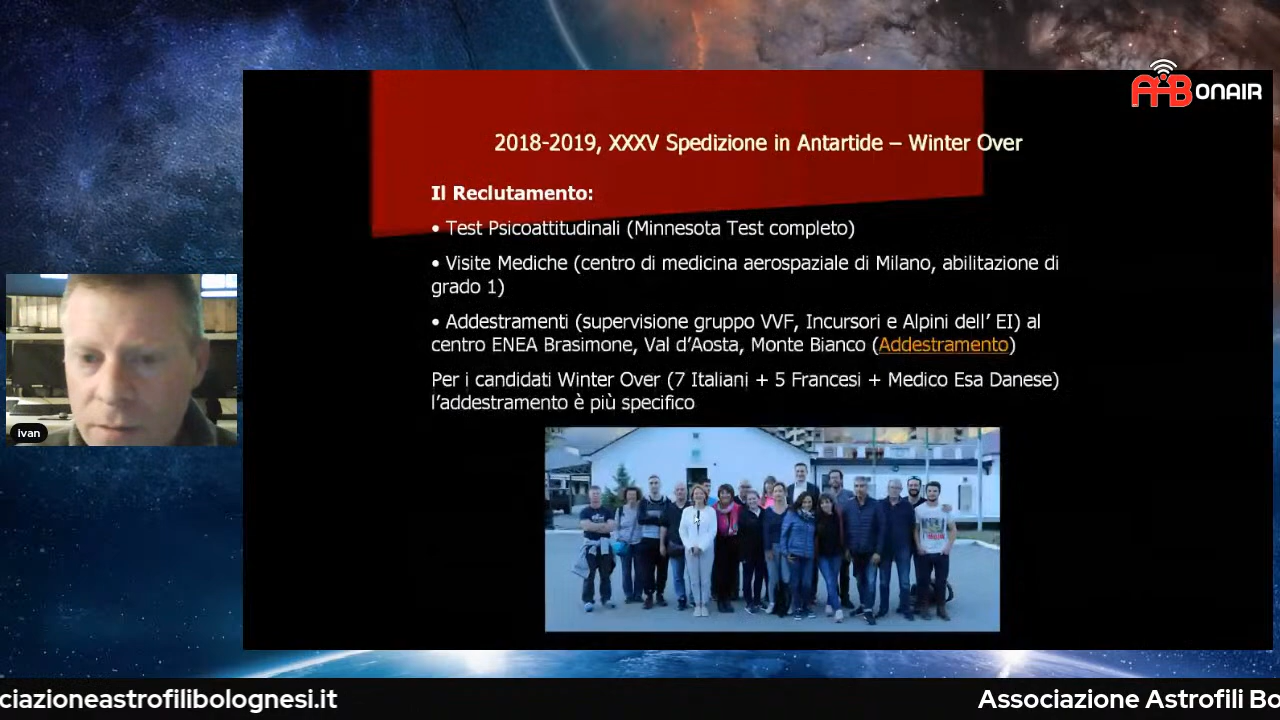 AAB ONAIR
2018-2019, XXXV Spedizione in Antartide – Winter Over
Il Reclutamento:
• Test Psicoattitudinali (Minnesota Test completo)
• Visite Mediche (centro di medicina aerospaziale di Milano, abilitazione di
grado 1)
• Addestramenti (supervisione gruppo VVF, Incursori e Alpini dell’ EI) al
centro ENEA Brasimone, Val d’Aosta, Monte Bianco (Addestramento)
Per i candidati Winter Over (7 Italiani + 5 Francesi + Medico Esa Danese)
l’addestramento è più specifico
ivan
ciazioneastrofilibolognesi.it
Associazione Astrofili Bo